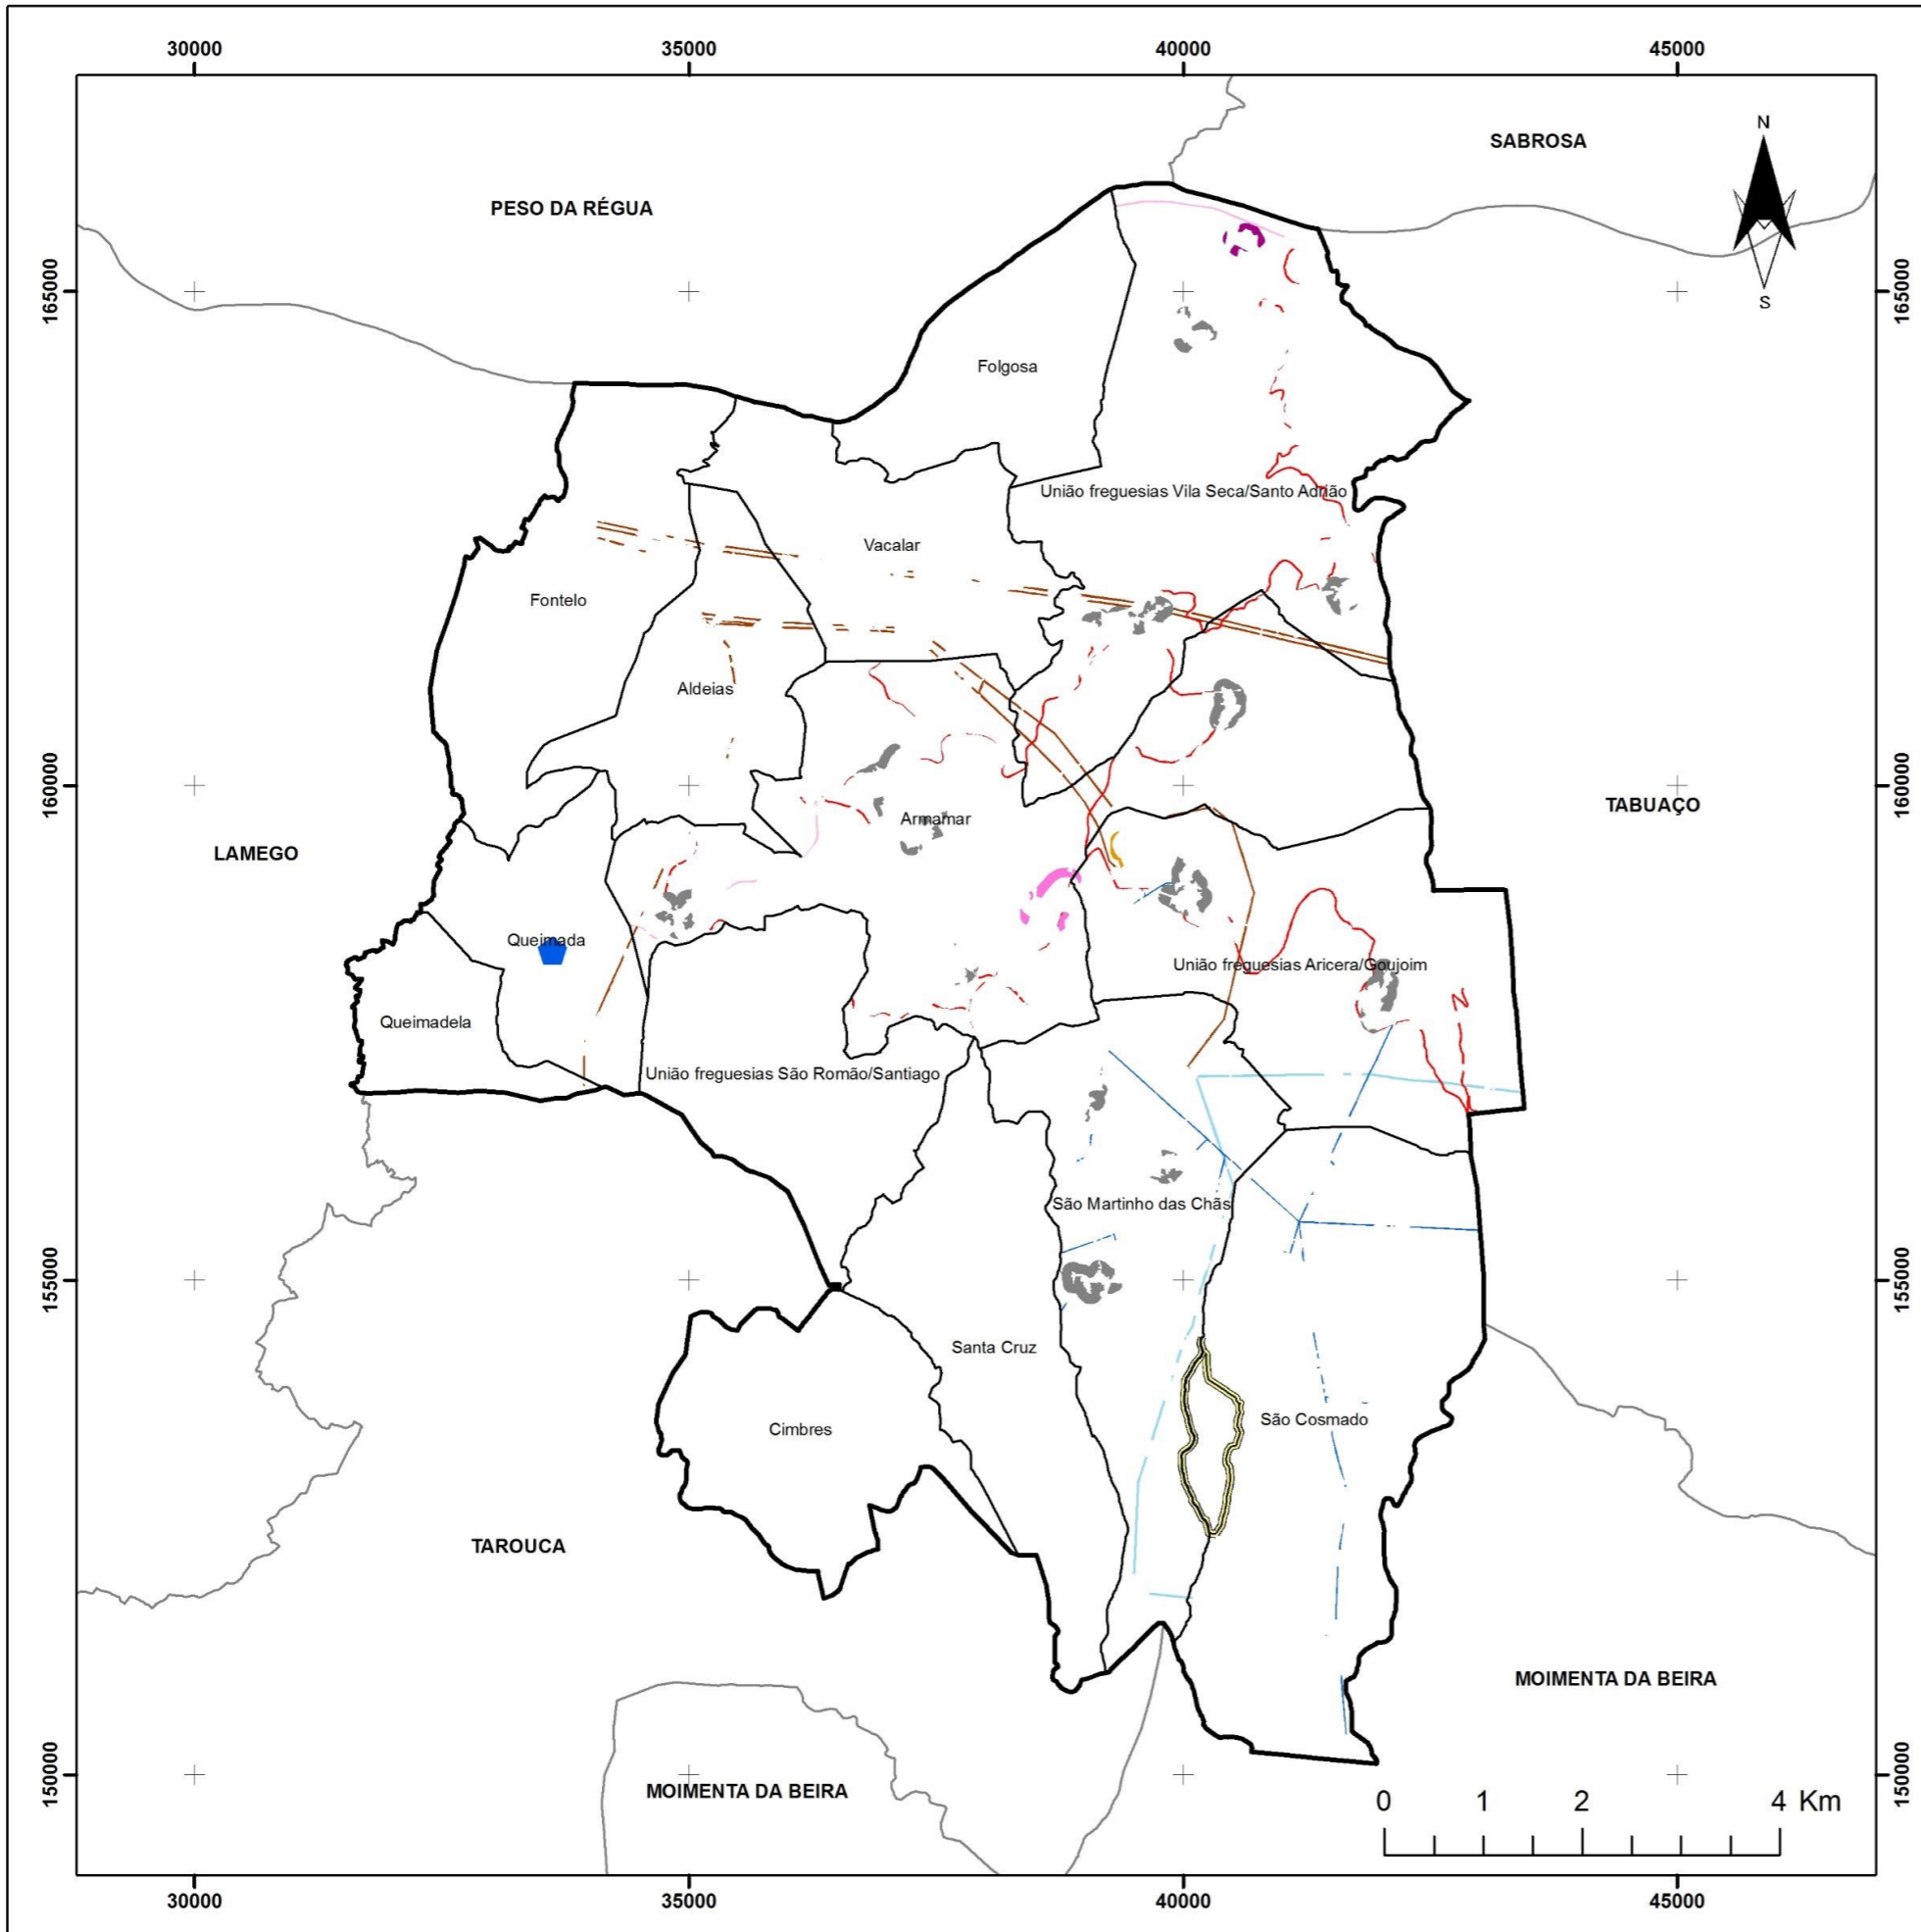 30000 35000 40000 45000
N
SABROSA
PESO DA RÉGUA
165000 165000
S
Folgosa
União freguesias Vila Seca/Santo Adrião
Vacalar
Fontelo
Aldeias
160000 160000
TABUAÇO
Armamar
LAMEGO
Queimada
União freguesias Aricera/Goujoim
Queimadela
União freguesias São Romão/Santiago
São Martinho das Chãs
155000 155000
Santa Cruz
São Cosmado
Cimbres
TAROUCA
MOIMENTA DA BEIRA
150000 150000
MOIMENTA DA BEIRA
0 1 2 4 Km
30000 35000 40000 45000